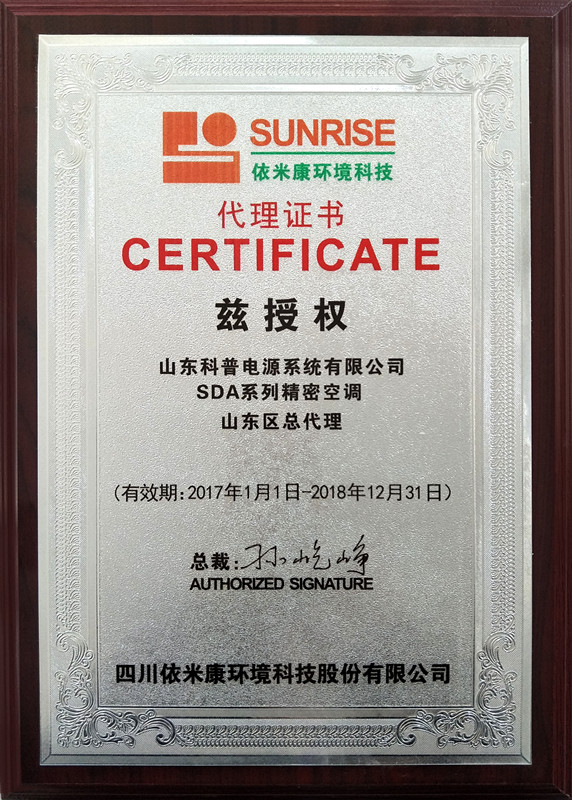 SUNRISE
依米康环境科技
代理证书
CERTIFICATE
兹授权
山东科普电源系统有限公司
SDA系列精密空调
山东区总代理
(有效期:2017年1月1日-2018年12月31日)
总裁:孙屹峥
AUTHORIZED SIGNATURE
四川依米康环境科技股份有限公司